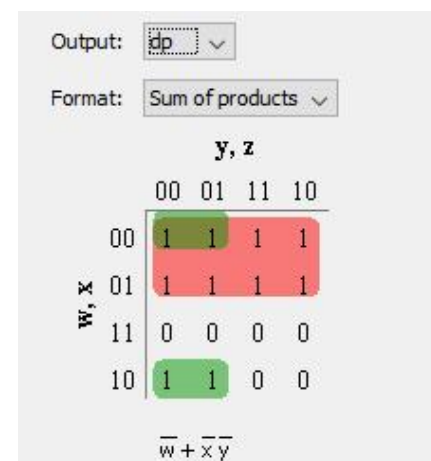 Output: dp
Format: Sum of products
y, z
00 01 11 10
00 1 1 1 1
w, x
01 1 1 1 1
11 0 0 0 0
10 1 1 0 0
w̅ + x̅ y̅